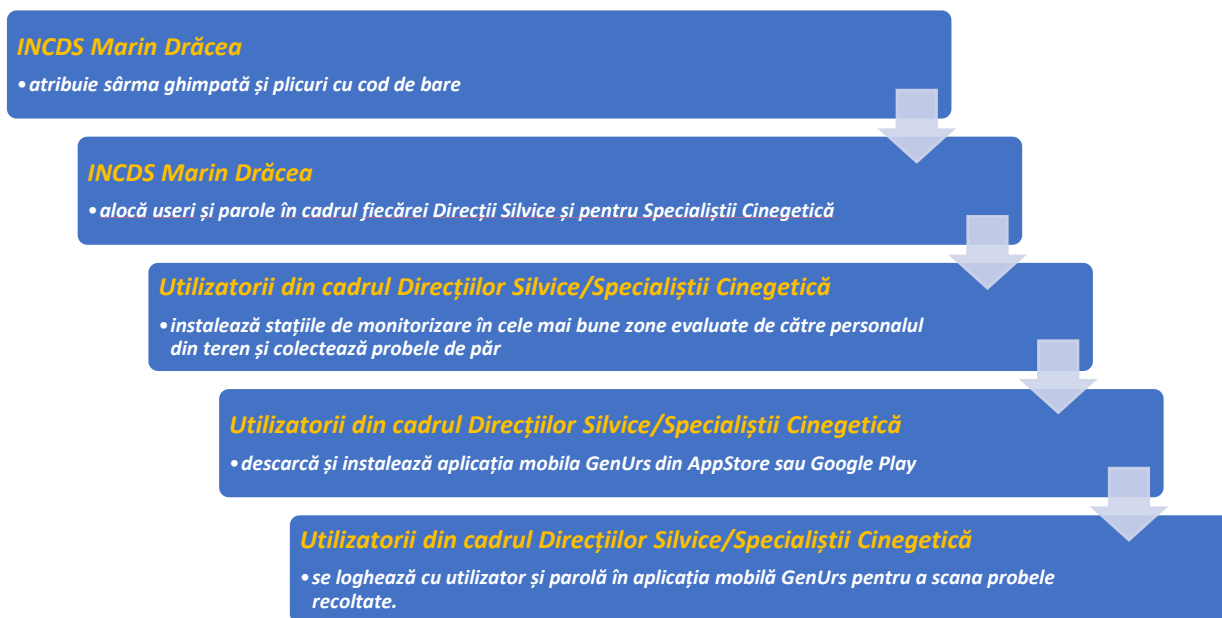 INCDS Marin Drăcea
•atribuie sârma ghimpată și plicuri cu cod de bare
INCDS Marin Drăcea
•alocă useri și parole în cadrul fiecărei Direcții Silvice și pentru Specialiștii Cinegetică
Utilizatorii din cadrul Direcțiilor Silvice/Specialiștii Cinegetică
•instalează stațiile de monitorizare în cele mai bune zone evaluate de către personalul
din teren și colectează probele de păr
Utilizatorii din cadrul Direcțiilor Silvice/Specialiștii Cinegetică
•descarcă și instalează aplicația mobila GenUrs din AppStore sau Google Play
Utilizatorii din cadrul Direcțiilor Silvice/Specialiștii Cinegetică
•se loghează cu utilizator și parolă în aplicația mobilă GenUrs pentru a scana probele
recoltate.